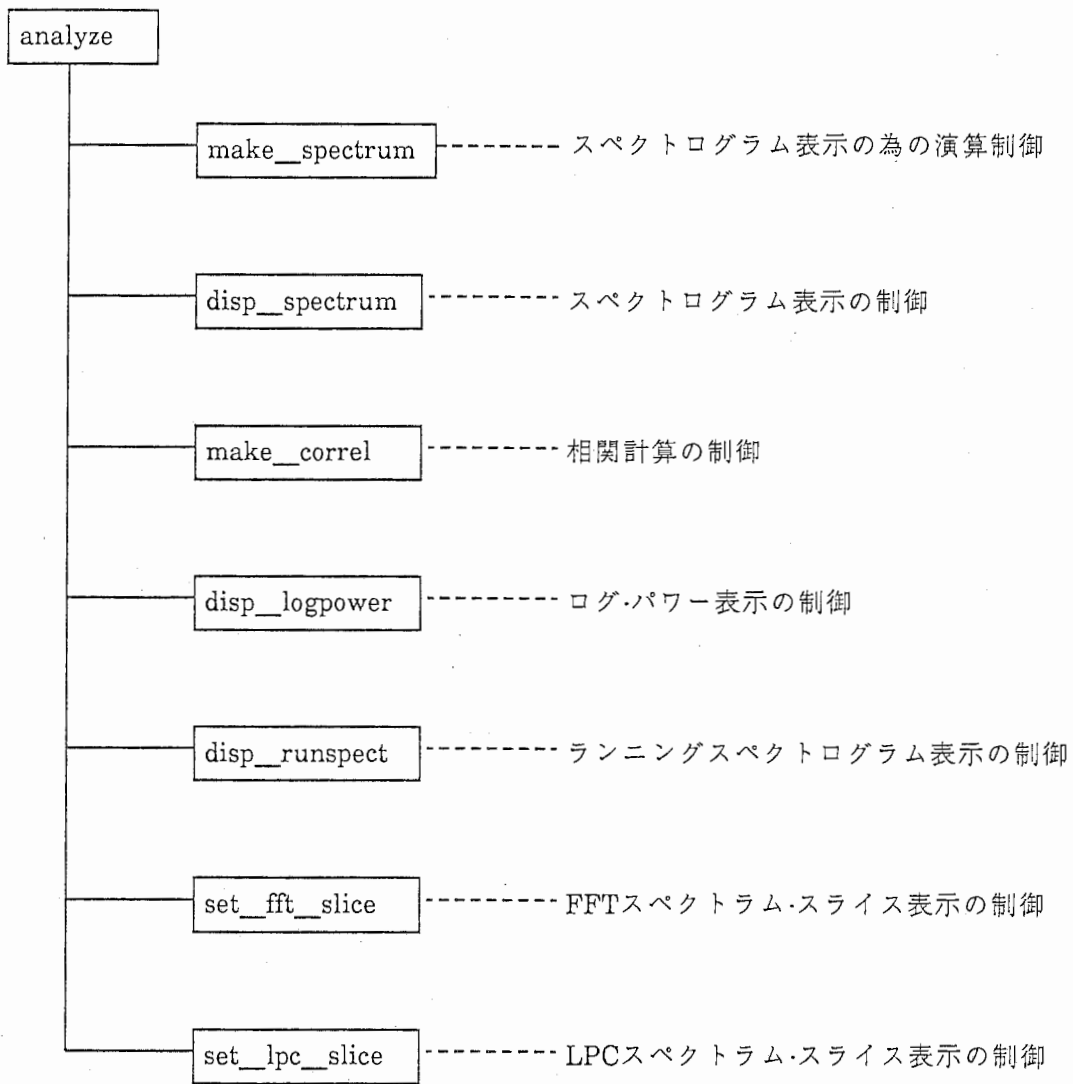 analyze
make__spectrum ------- スペクトログラム表示の為の演算制御
disp__spectrum ------- スペクトログラム表示の制御
make__correl ------- 相関計算の制御
disp__logpower ------- ログ・パワー表示の制御
disp__runspect ------- ランニングスペクトログラム表示の制御
set__fft__slice ------- FFTスペクトラム・スライス表示の制御
set__lpc__slice ------- LPCスペクトラム・スライス表示の制御